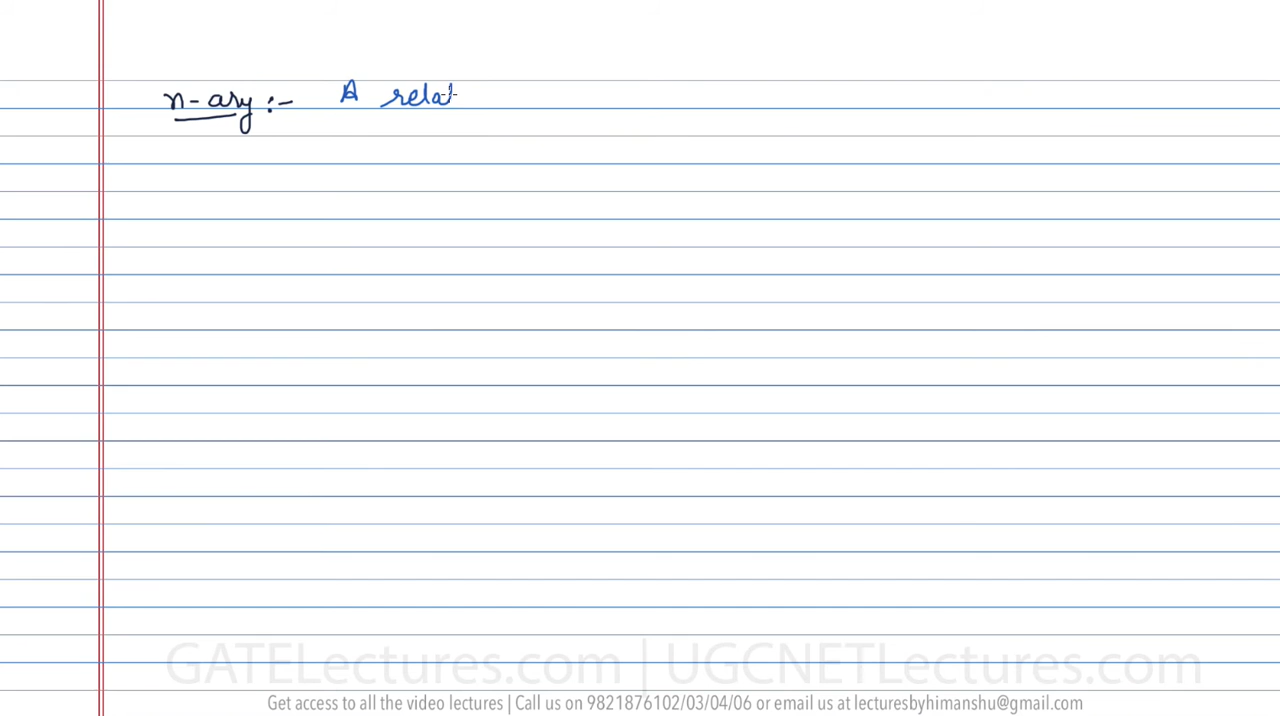 n-ary :- A relat
GATELectures.com | UGCNETLectures.com
Get access to all the video lectures | Call us on 9821876102/03/04/06 or email us at lecturesbyhimanshu@gmail.com